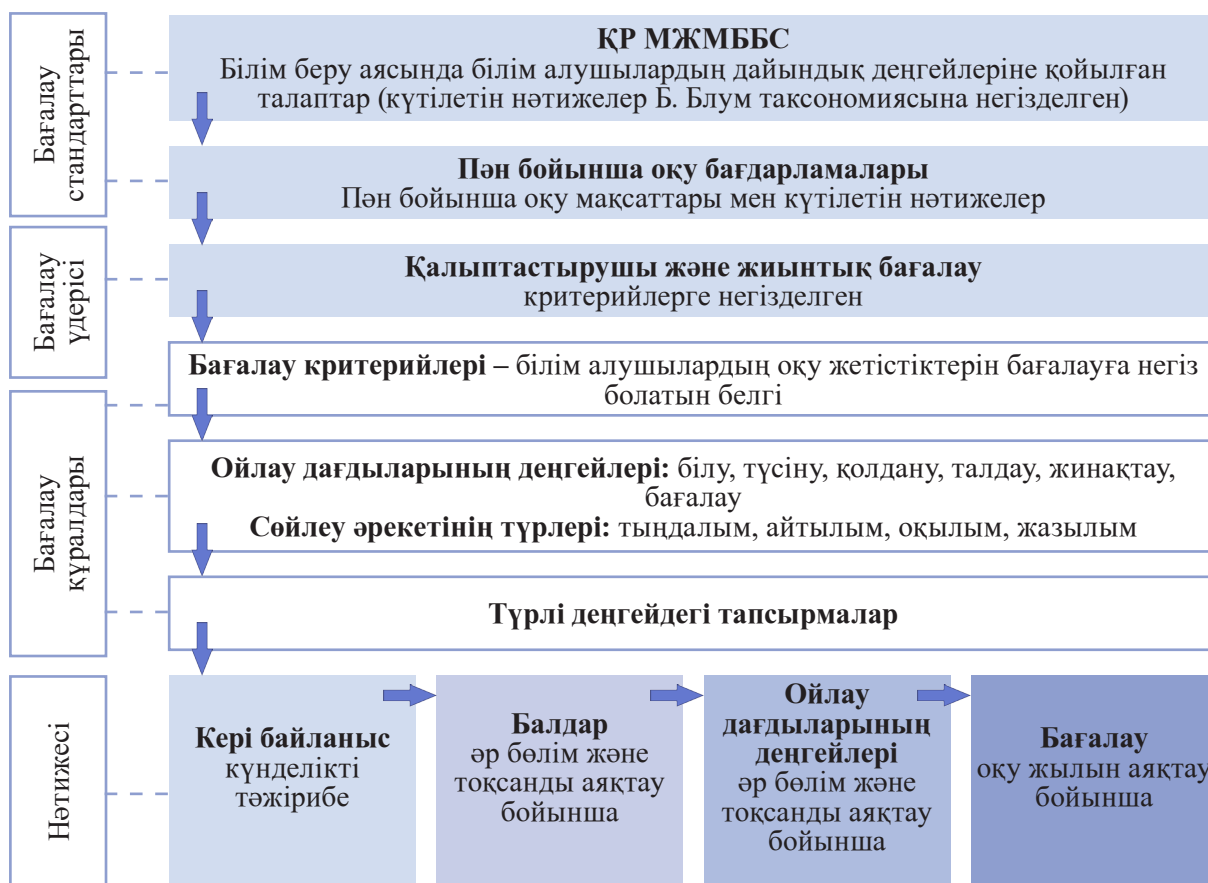 Бағалау
стандарттары
ҚР МЖМББС
Білім беру аясында білім алушылардың дайындық деңгейлеріне қойылған
талаптар (күтілетін нәтижелер Б. Блум таксономиясына негізделген)
Пән бойынша оқу бағдарламалары
Пән бойынша оқу мақсаттары мен күтілетін нәтижелер
Бағалау
үдерісі
Қалыптастырушы және жиынтық бағалау
критерийлерге негізделген
Бағалау критерийлері – білім алушылардың оқу жетістіктерін бағалауға негіз
болатын белгі
Бағалау
құралдары
Ойлау дағдыларының деңгейлері: білу, түсіну, қолдану, талдау, жинақтау,
бағалау
Сөйлеу әрекетінің түрлері: тыңдалым, айтылым, оқылым, жазылым
Түрлі деңгейдегі тапсырмалар
Нәтижесі
Кері байланыс
күнделікті
тәжірибе
Балдар
әр бөлім және
тоқсанды аяқтау
бойынша
Ойлау
дағдыларының
деңгейлері
әр бөлім және
тоқсанды аяқтау
бойынша
Бағалау
оқу жылын аяқтау
бойынша